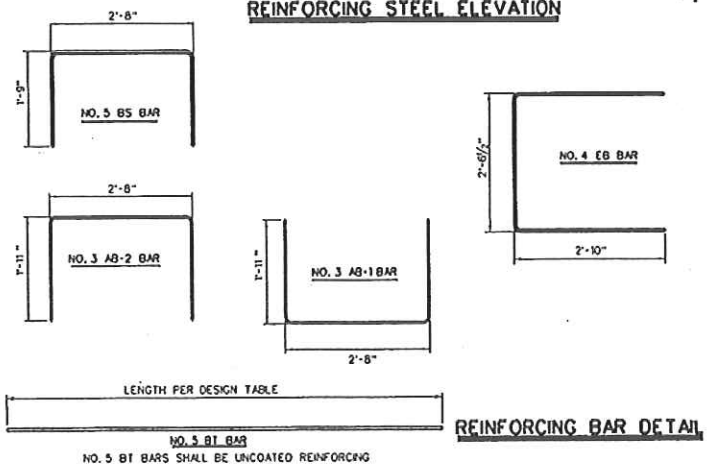 REINFORCING STEEL ELEVATION
2'-8"
1'-9"
NO. 5 BS BAR
2'-6½"
NO. 4 EB BAR
2'-10"
2'-8"
1'-11"
NO. 3 AB-2 BAR
1'-11"
NO. 3 AB-1 BAR
2'-8"
LENGTH PER DESIGN TABLE
NO. 5 BT BAR
NO. 5 BT BARS SHALL BE UNCOATED REINFORCING
REINFORCING BAR DETAIL